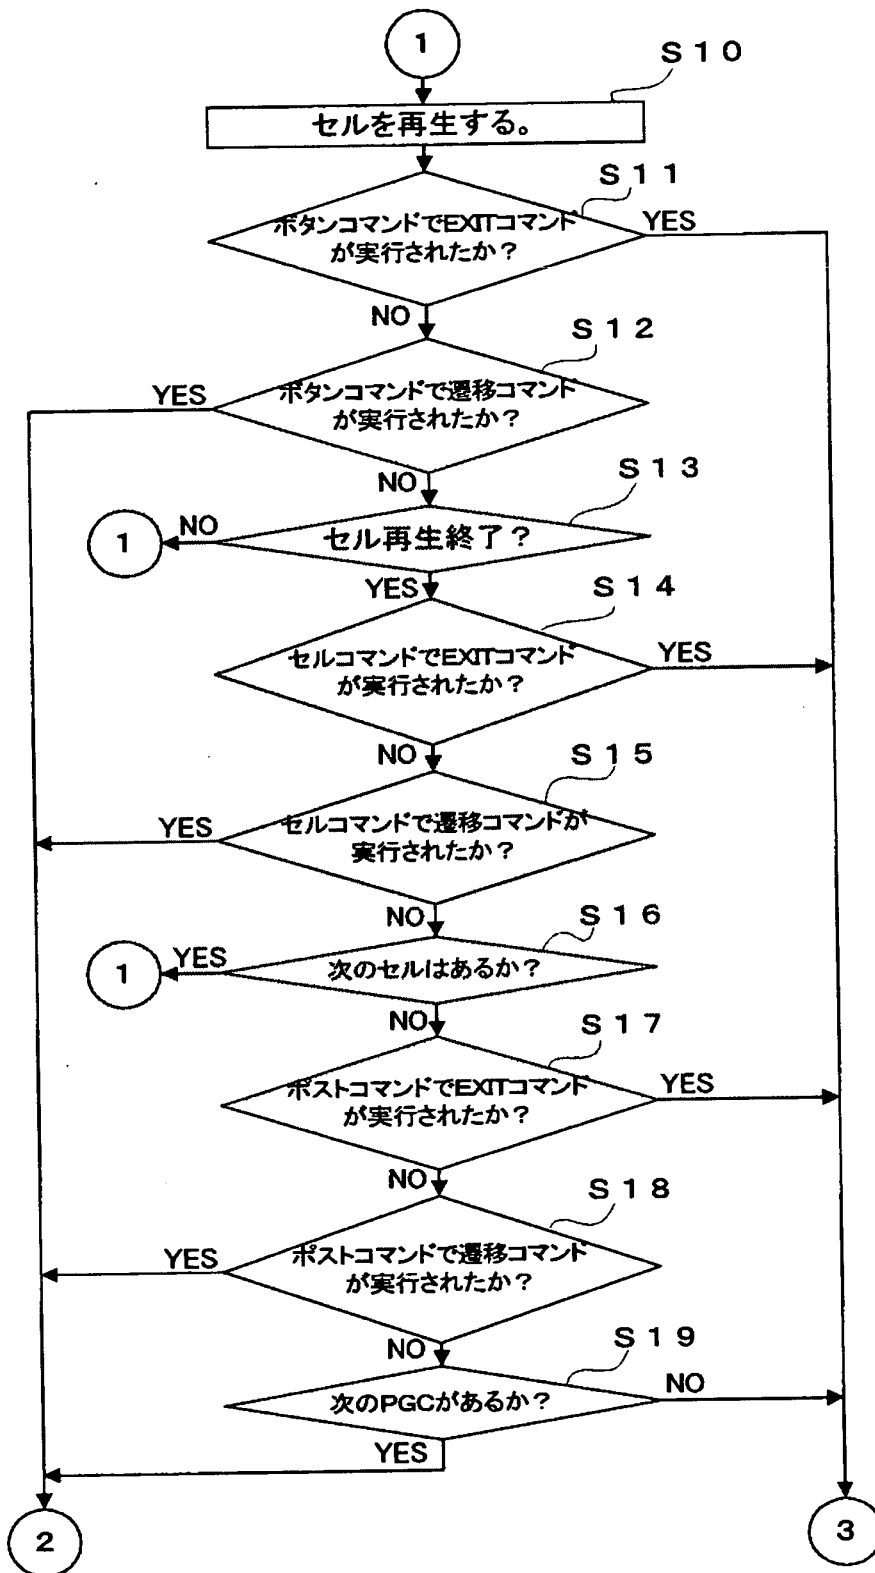 1
S10
セルを再生する。
S11
ボタンコマンドでEXITコマンド
が実行されたか？
YES
NO
S12
YES
ボタンコマンドで遷移コマンド
が実行されたか？
NO
S13
1
NO
セル再生終了？
YES
S14
セルコマンドでEXITコマンド
が実行されたか？
YES
NO
S15
YES
セルコマンドで遷移コマンドが
実行されたか？
NO
S16
1
YES
次のセルはあるか？
NO
S17
ポストコマンドでEXITコマンド
が実行されたか？
YES
NO
S18
YES
ポストコマンドで遷移コマンド
が実行されたか？
NO
S19
次のPGCがあるか？
NO
YES
2
3